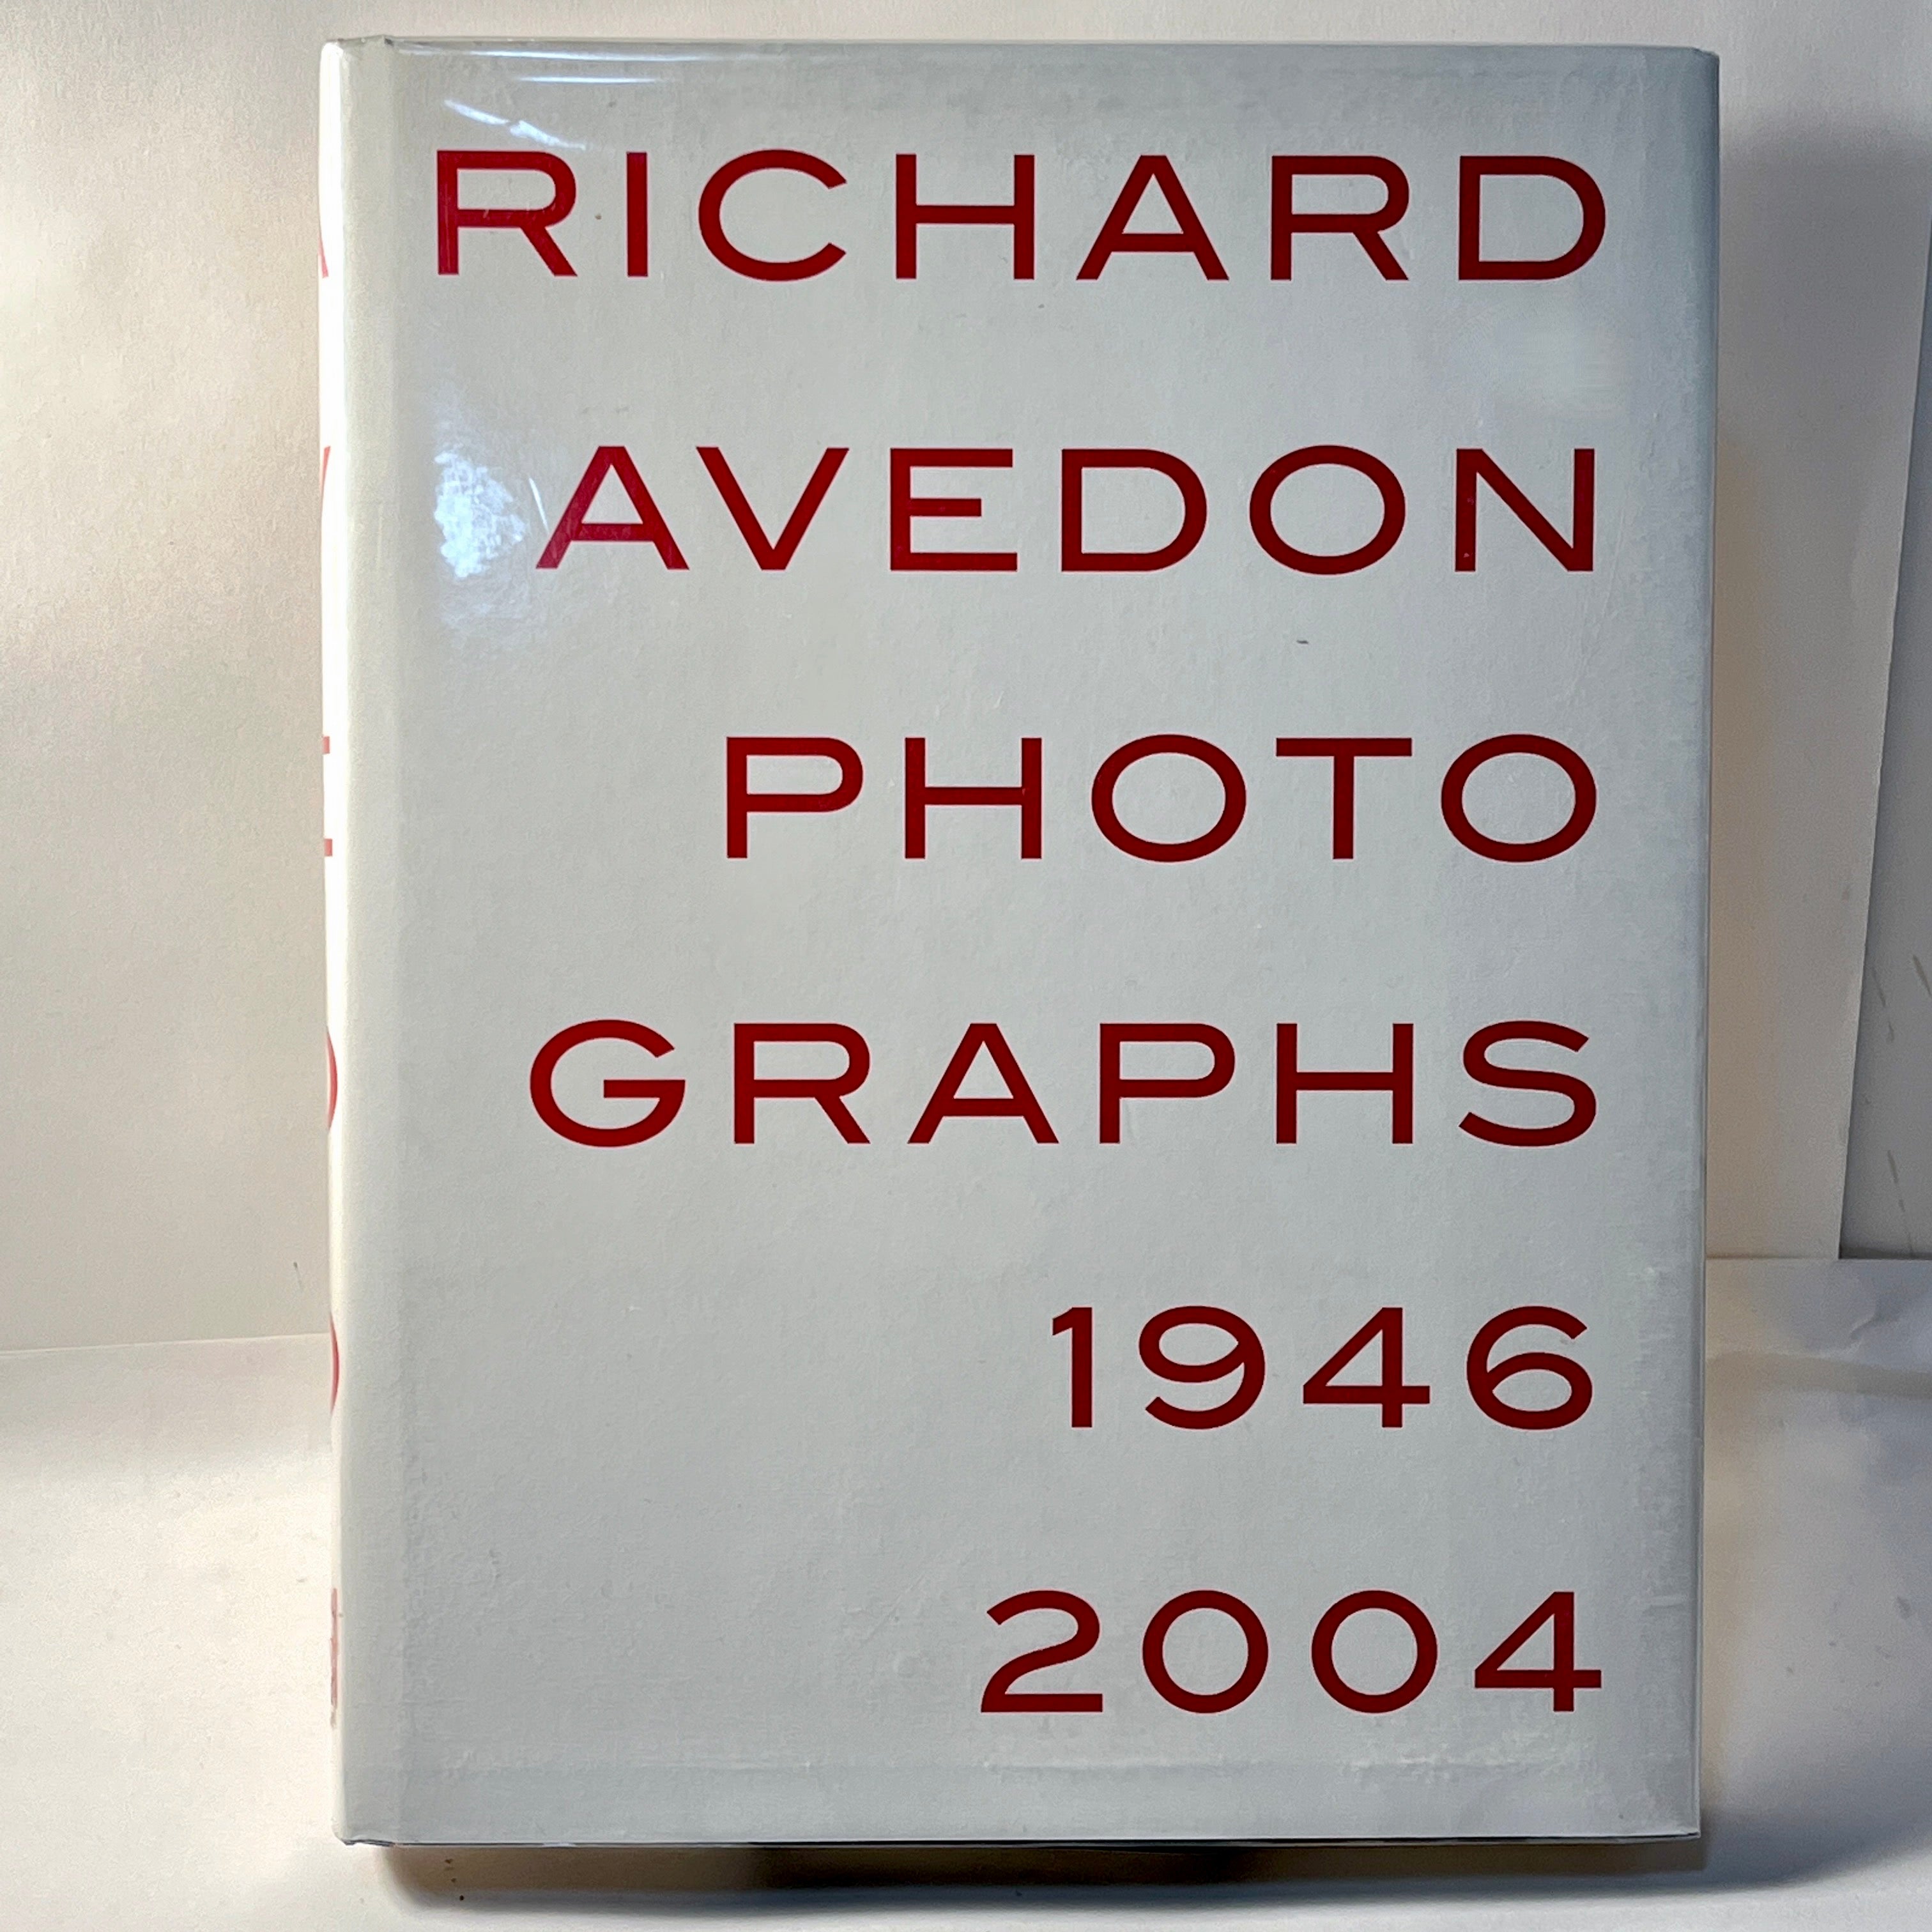 RICHARD
AVEDON
PHOTO
GRAPHS
1946
2004